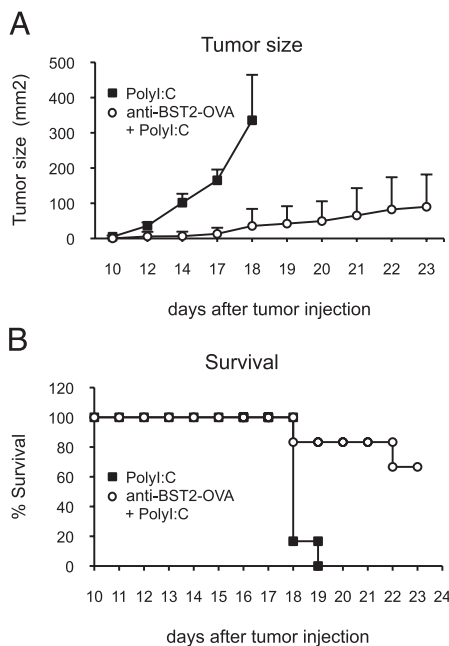 A
Tumor size
Tumor size (mm2)
500
400
300
200
100
0
PolyI:C
anti-BST2-OVA
+ PolyI:C
10 12 14 17 18 19 20 21 22 23
days after tumor injection
B
Survival
% Survival
120
100
80
60
40
20
0
PolyI:C
anti-BST2-OVA
+ PolyI:C
10 11 12 13 14 15 16 17 18 19 20 21 22 23 24
days after tumor injection